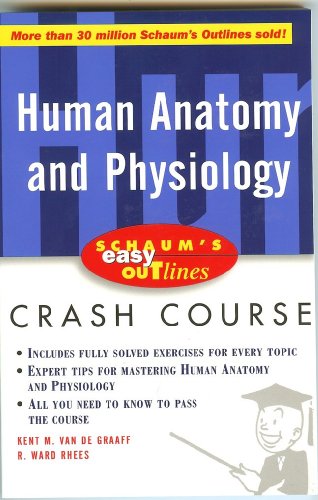 More than 30 million Schaum's Outlines sold!
Hur
Human Anatomy
and Physiology
SCHAUM'S
easy
OUTlines
CRASH COURSE
• INCLUDES FULLY SOLVED EXERCISES FOR EVERY TOPIC
• EXPERT TIPS FOR MASTERING HUMAN ANATOMY
AND PHYSIOLOGY
• ALL YOU NEED TO KNOW TO PASS
THE COURSE
KENT M. VAN DE GRAAFF
R. WARD RHEES